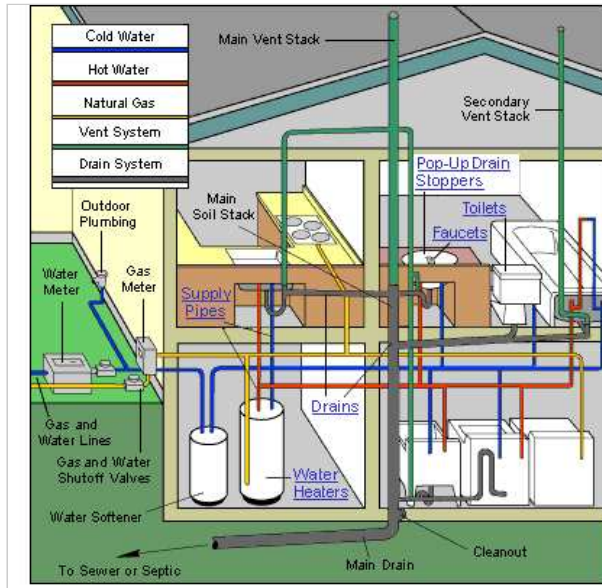 Cold Water
Hot Water
Natural Gas
Vent System
Drain System
Main Vent Stack
Secondary
Vent Stack
Pop-Up Drain
Stoppers
Main
Soil Stack
Toilets
Faucets
Outdoor
Plumbing
Water
Meter
Gas
Meter
Supply
Pipes
Drains
Gas and
Water Lines
Gas and Water
Shutoff Valves
Water
Heaters
Water Softener
To Sewer or Septic
Main Drain
Cleanout